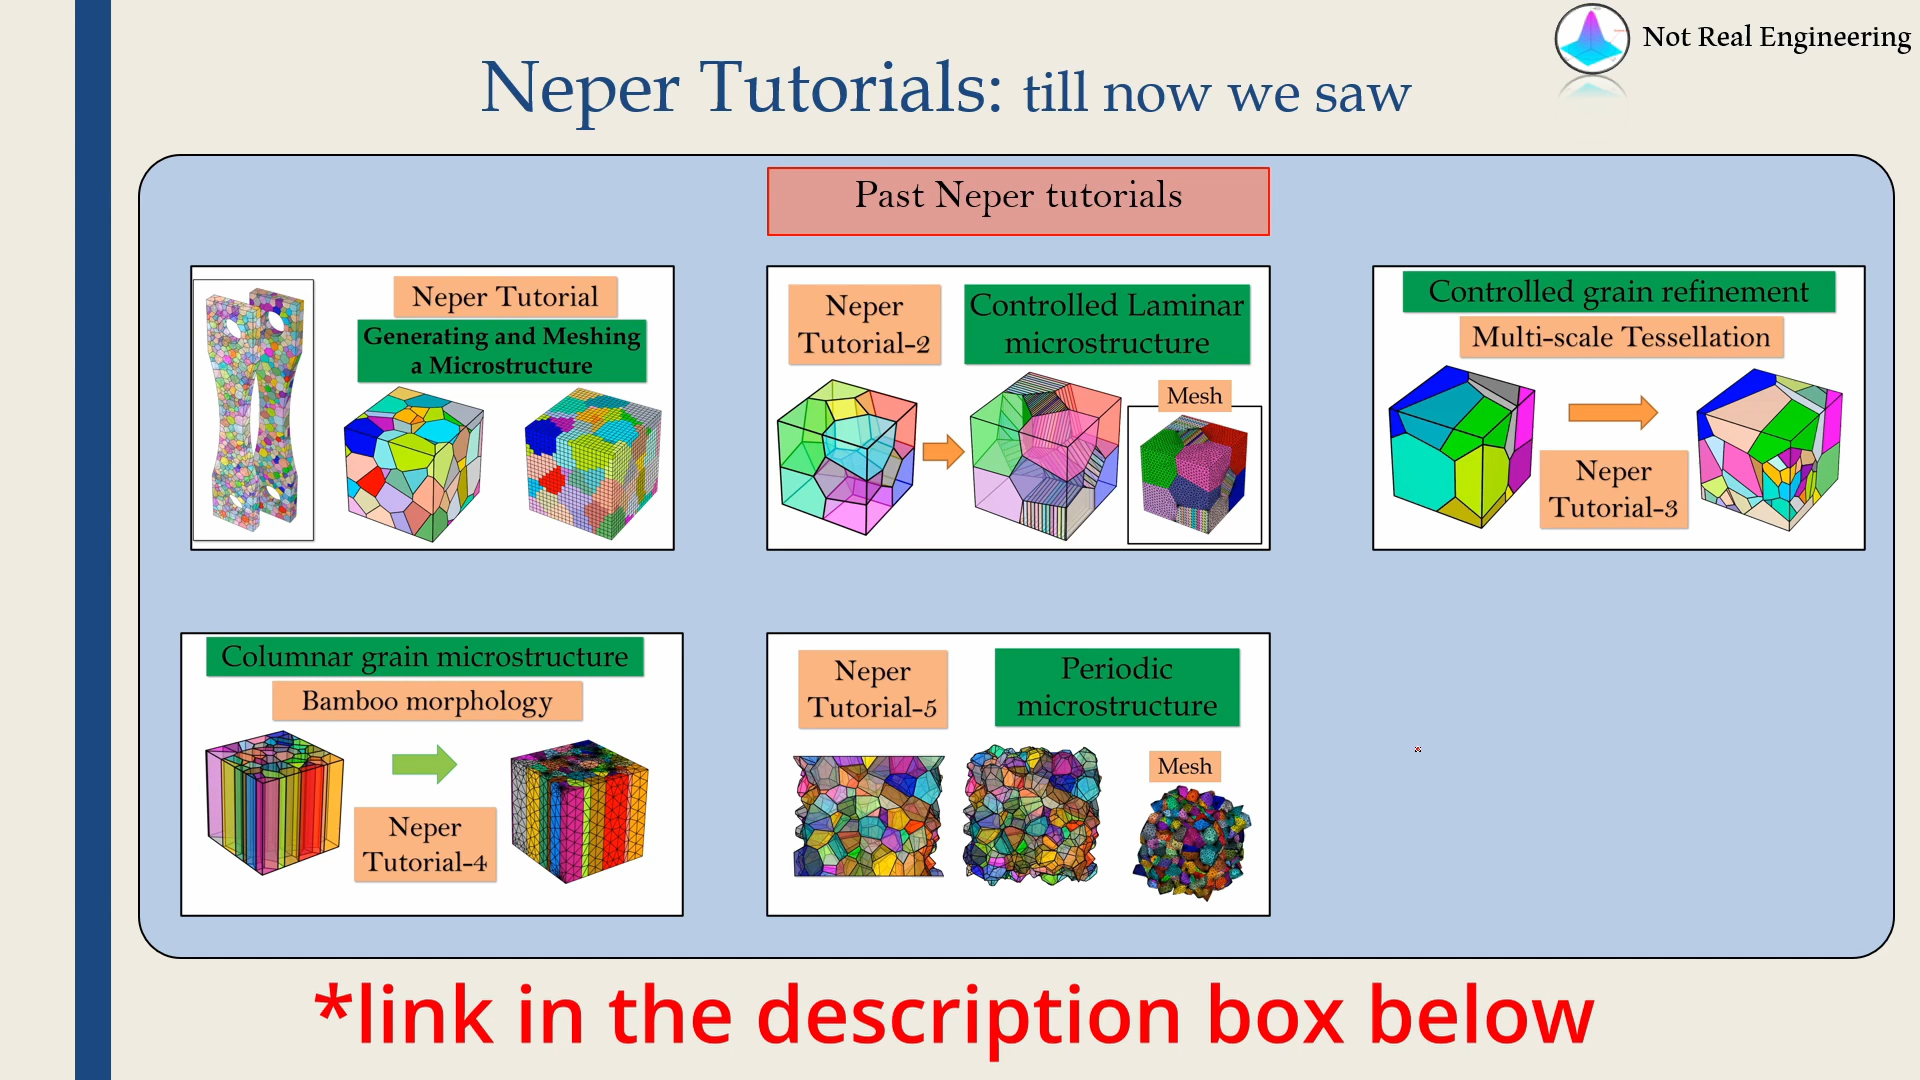 Not Real Engineering
Neper Tutorials: till now we saw
Past Neper tutorials
Neper Tutorial
Generating and Meshing
a Microstructure
Neper
Tutorial-2
Controlled Laminar
microstructure
Mesh
Controlled grain refinement
Multi-scale Tessellation
Neper
Tutorial-3
Columnar grain microstructure
Bamboo morphology
Neper
Tutorial-4
Neper
Tutorial-5
Periodic
microstructure
Mesh
*link in the description box below